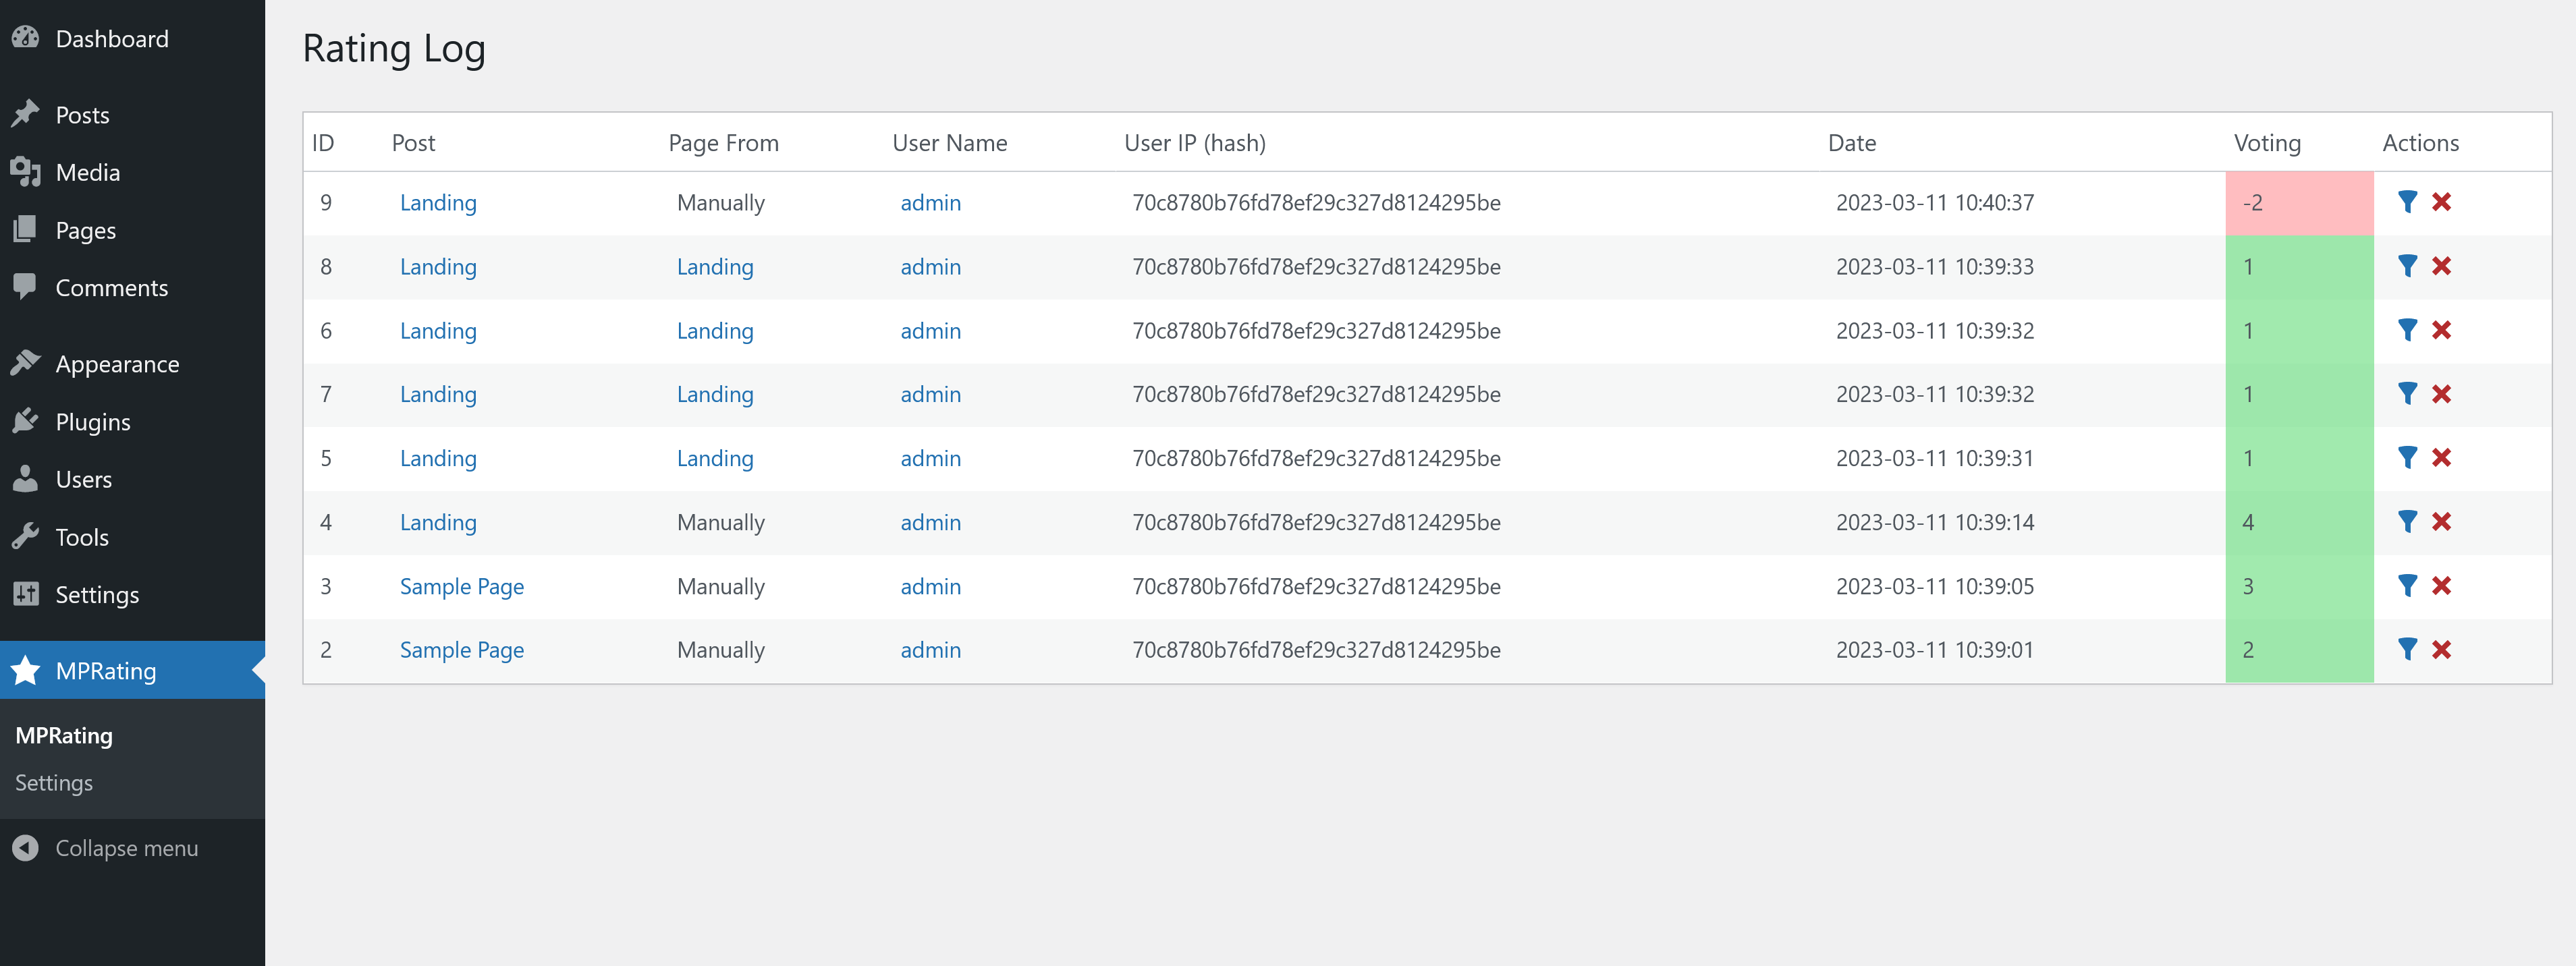 Dashboard
Posts
Media
Pages
Comments
Appearance
Plugins
Users
Tools
Settings
MPRating
MPRating
Settings
Collapse menu
Rating Log
ID Post Page From User Name User IP (hash) Date Voting Actions
9 Landing Manually admin 70c8780b76fd78ef29c327d8124295be 2023-03-11 10:40:37 -2
8 Landing Landing admin 70c8780b76fd78ef29c327d8124295be 2023-03-11 10:39:33 1
6 Landing Landing admin 70c8780b76fd78ef29c327d8124295be 2023-03-11 10:39:32 1
7 Landing Landing admin 70c8780b76fd78ef29c327d8124295be 2023-03-11 10:39:32 1
5 Landing Landing admin 70c8780b76fd78ef29c327d8124295be 2023-03-11 10:39:31 1
4 Landing Manually admin 70c8780b76fd78ef29c327d8124295be 2023-03-11 10:39:14 4
3 Sample Page Manually admin 70c8780b76fd78ef29c327d8124295be 2023-03-11 10:39:05 3
2 Sample Page Manually admin 70c8780b76fd78ef29c327d8124295be 2023-03-11 10:39:01 2